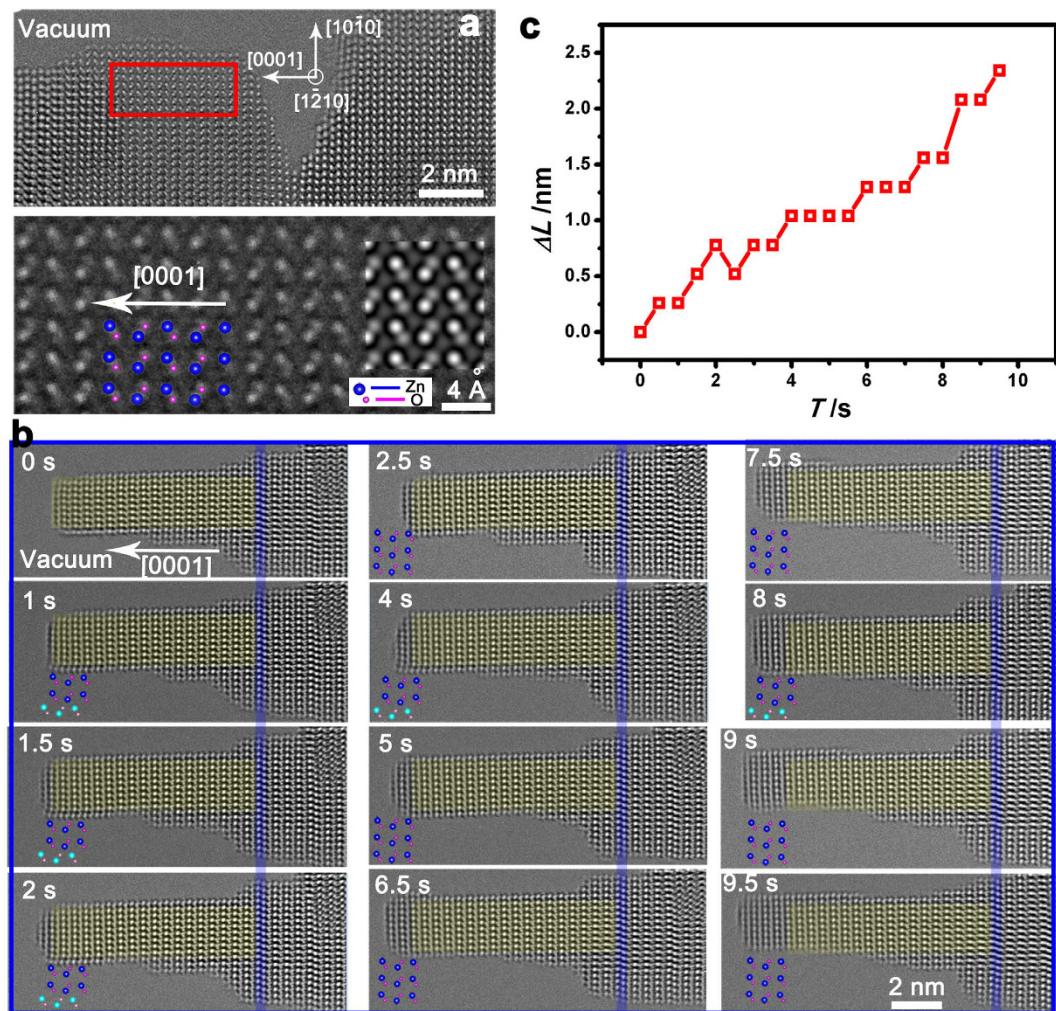 a
Vacuum
[101̄0]
[0001]
[12̄10]
2 nm
[0001]
Zn
O
4 Å
c
ΔL /nm
2.5
2.0
1.5
1.0
0.5
0.0
0 2 4 6 8 10
T /s
b
0 s
Vacuum
[0001]
1 s
1.5 s
2 s
2.5 s
4 s
5 s
6.5 s
7.5 s
8 s
9 s
9.5 s
2 nm